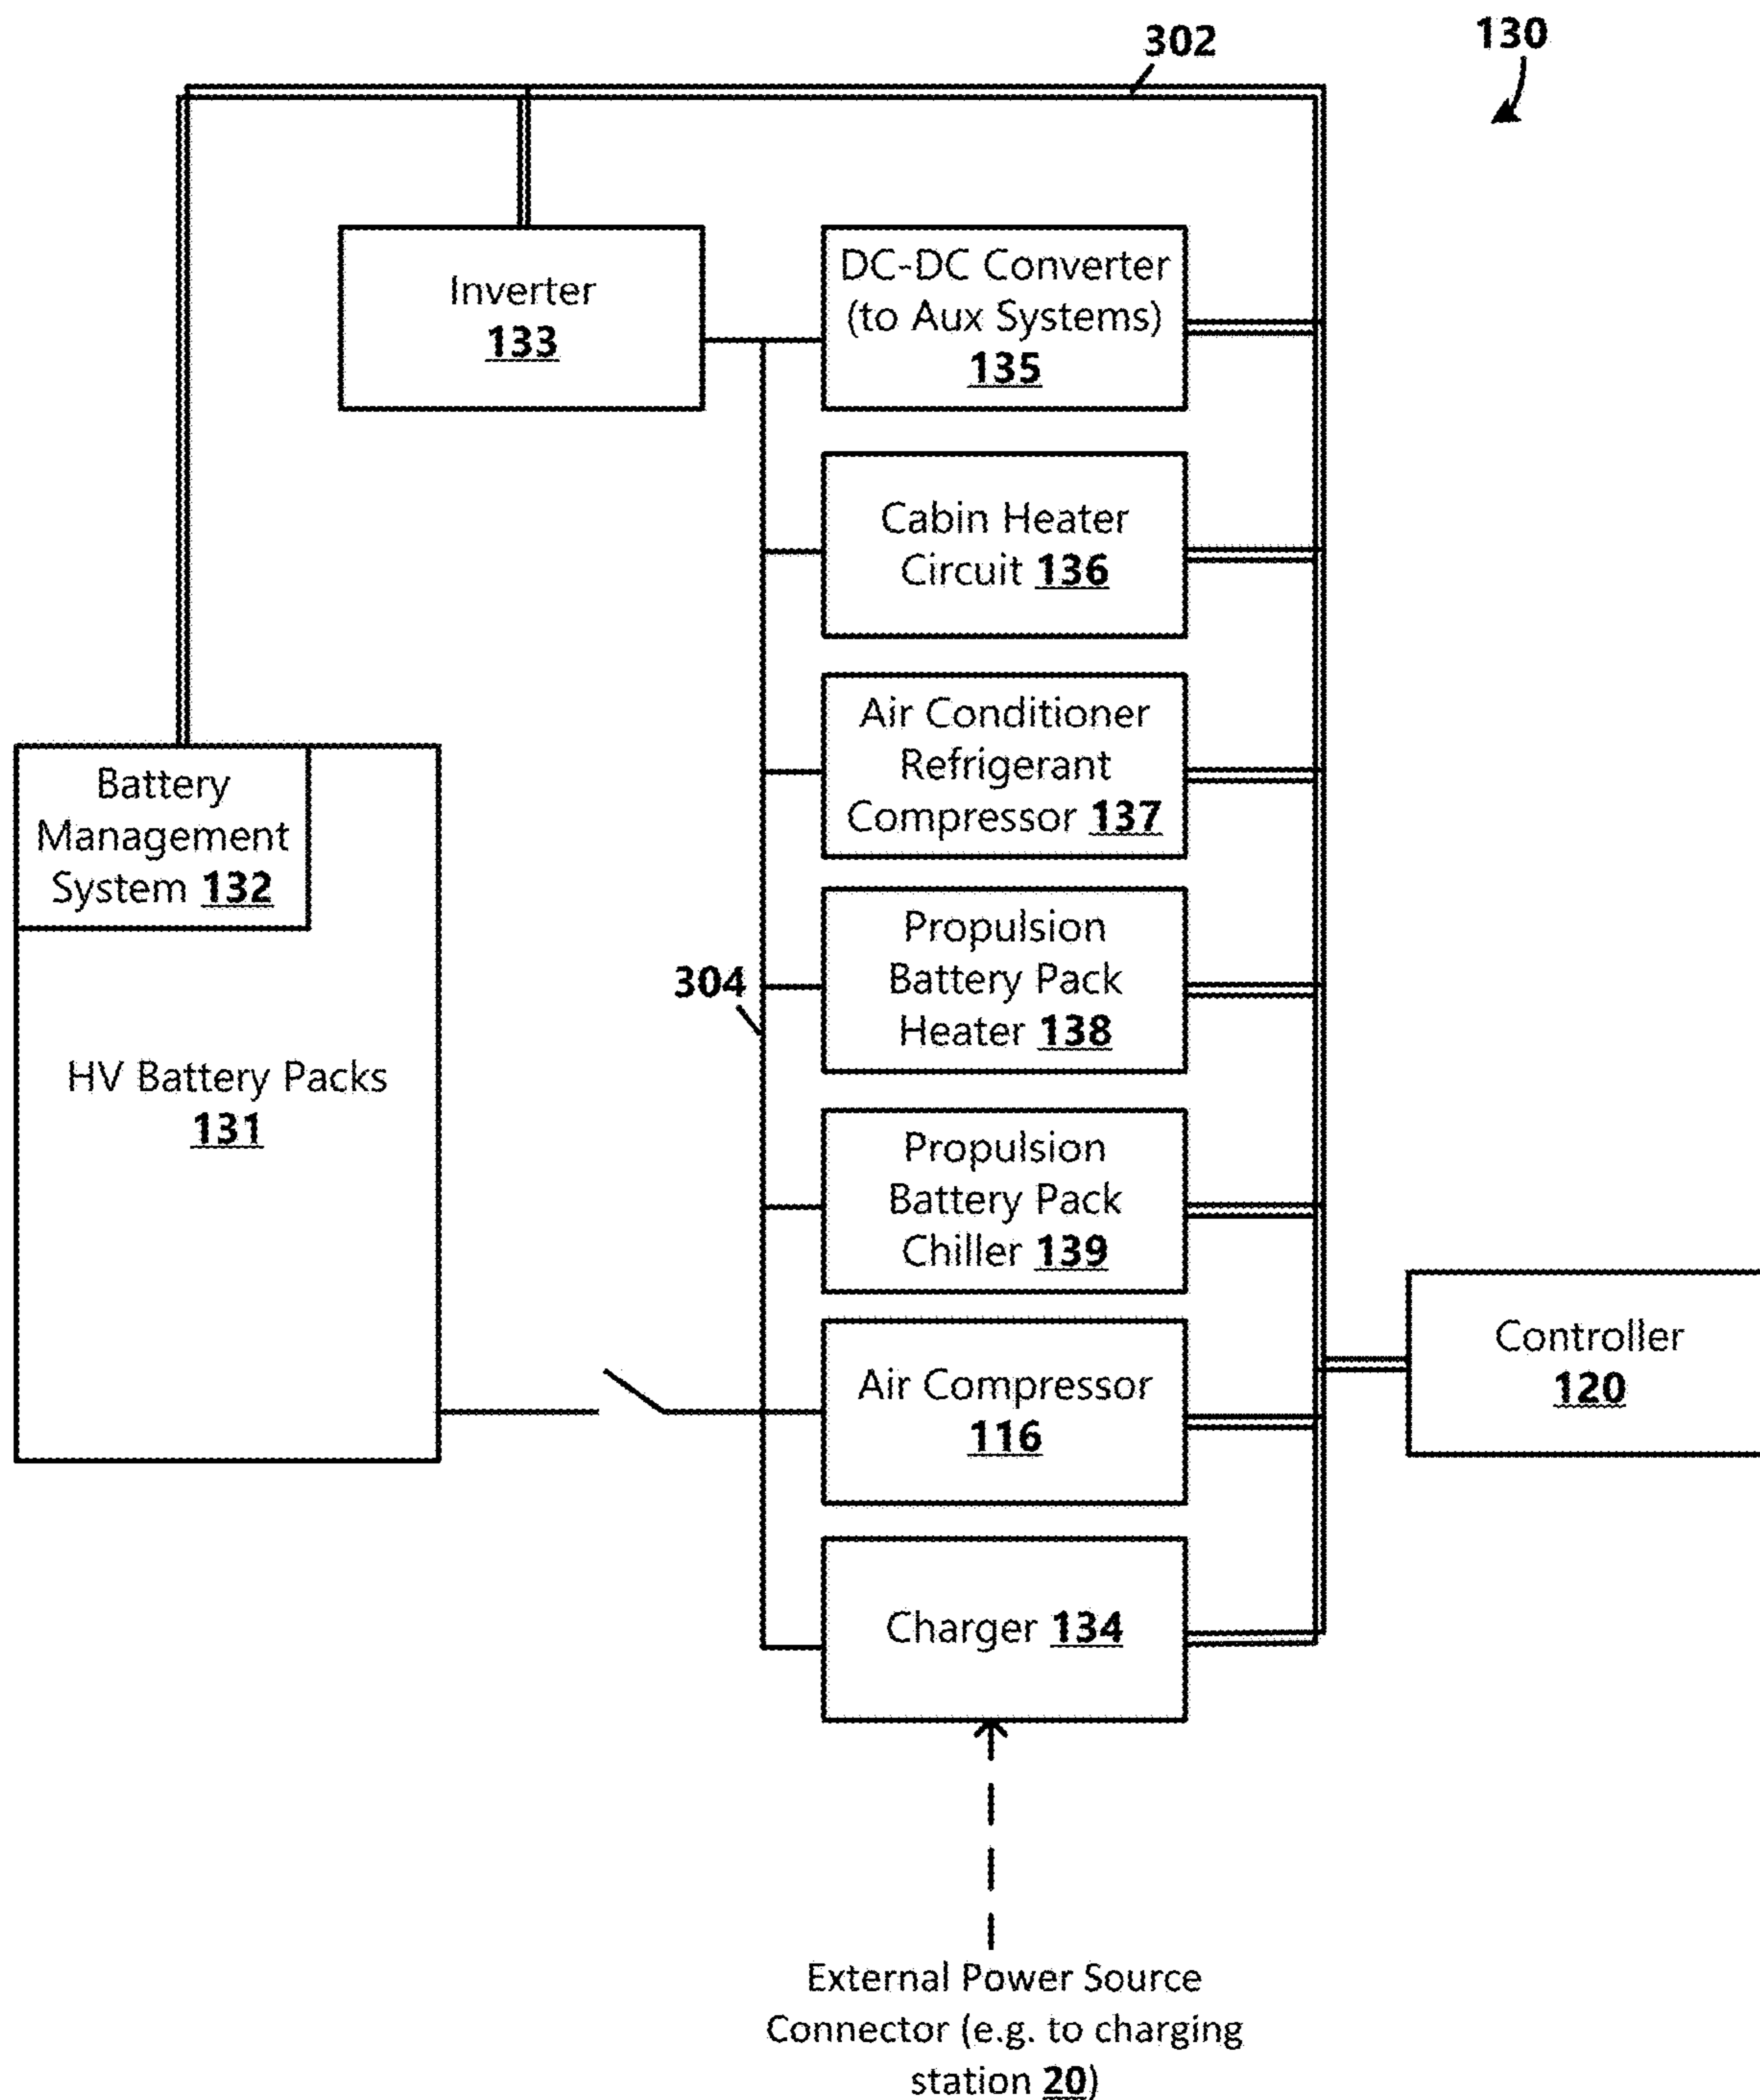 302
130
Inverter
133
DC-DC Converter
(to Aux Systems)
135
Cabin Heater
Circuit 136
Air Conditioner
Refrigerant
Compressor 137
Battery
Management
System 132
Propulsion
Battery Pack
Heater 138
304
HV Battery Packs
131
Propulsion
Battery Pack
Chiller 139
Controller
120
Air Compressor
116
Charger 134
External Power Source
Connector (e.g. to charging
station 20)